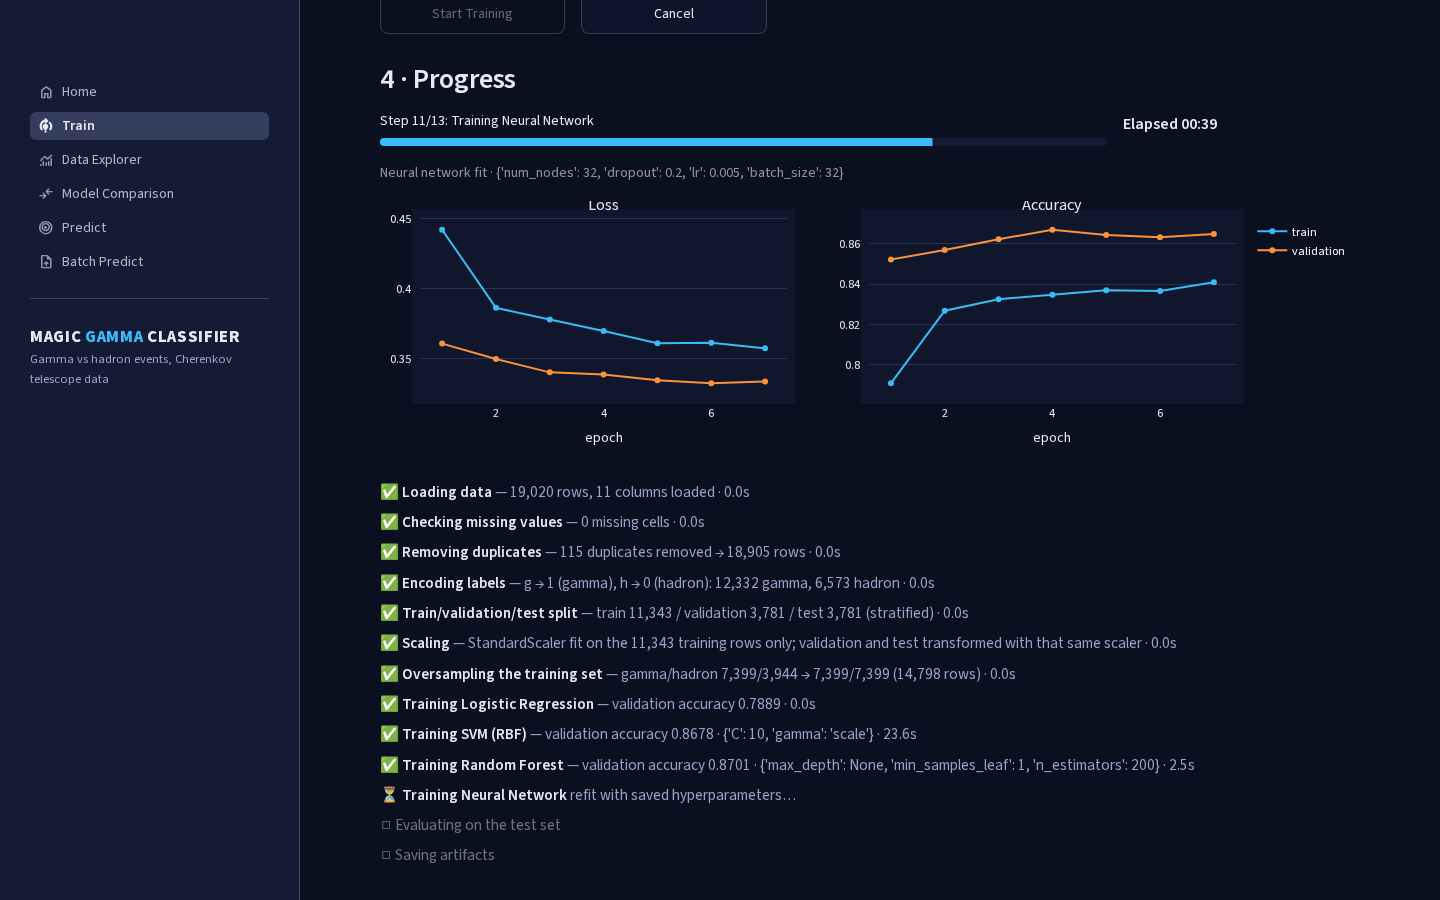 Start Training
Cancel
Home
Train
Data Explorer
Model Comparison
Predict
Batch Predict
MAGIC GAMMA CLASSIFIER
Gamma vs hadron events, Cherenkov
telescope data
4 · Progress
Step 11/13: Training Neural Network
Elapsed 00:39
Neural network fit · {'num_nodes': 32, 'dropout': 0.2, 'lr': 0.005, 'batch_size': 32}
Loss
0.45
0.4
0.35
2 4 6
epoch
Accuracy
0.86
0.84
0.82
0.8
2 4 6
epoch
train
validation
✅ Loading data — 19,020 rows, 11 columns loaded · 0.0s
✅ Checking missing values — 0 missing cells · 0.0s
✅ Removing duplicates — 115 duplicates removed → 18,905 rows · 0.0s
✅ Encoding labels — g → 1 (gamma), h → 0 (hadron): 12,332 gamma, 6,573 hadron · 0.0s
✅ Train/validation/test split — train 11,343 / validation 3,781 / test 3,781 (stratified) · 0.0s
✅ Scaling — StandardScaler fit on the 11,343 training rows only; validation and test transformed with that same scaler · 0.0s
✅ Oversampling the training set — gamma/hadron 7,399/3,944 → 7,399/7,399 (14,798 rows) · 0.0s
✅ Training Logistic Regression — validation accuracy 0.7889 · 0.0s
✅ Training SVM (RBF) — validation accuracy 0.8678 · {'C': 10, 'gamma': 'scale'} · 23.6s
✅ Training Random Forest — validation accuracy 0.8701 · {'max_depth': None, 'min_samples_leaf': 1, 'n_estimators': 200} · 2.5s
⏳ Training Neural Network refit with saved hyperparameters…
◻ Evaluating on the test set
◻ Saving artifacts